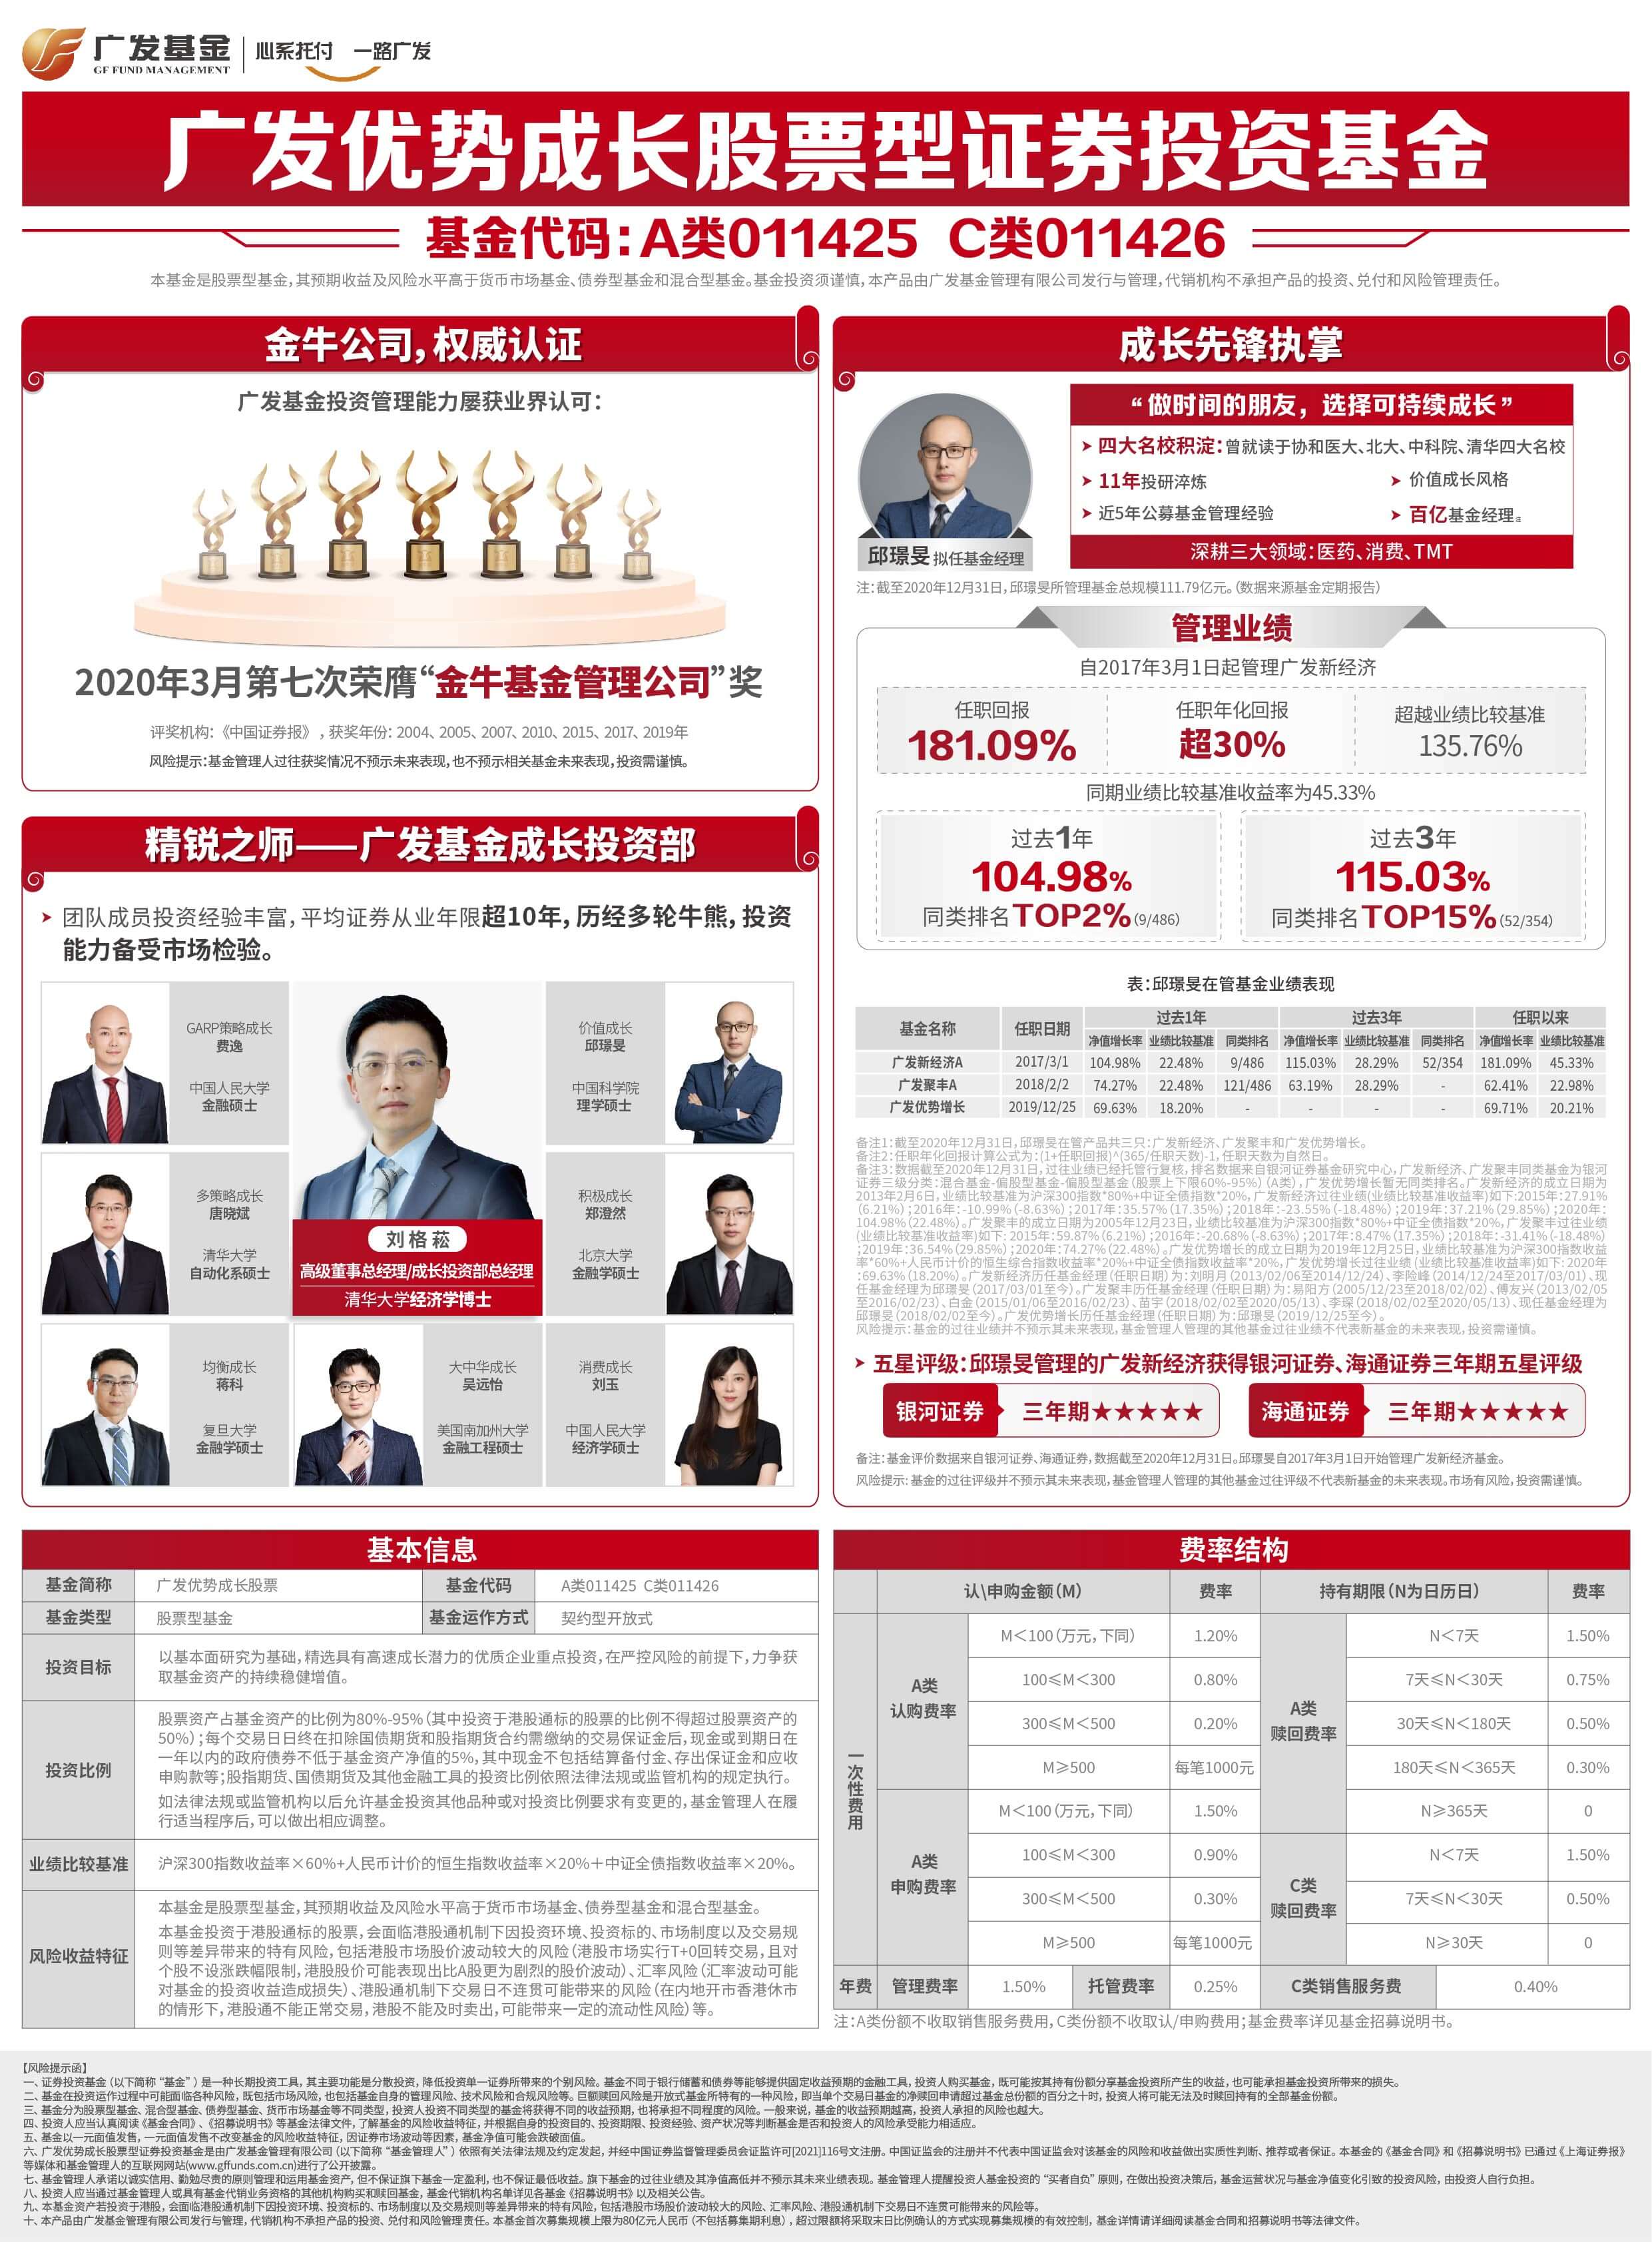 广发基金
GF FUND MANAGEMENT
心系托付 一路广发
广发优势成长股票型证券投资基金
基金代码：A类011425 C类011426
本基金是股票型基金，其预期收益及风险水平高于货币市场基金、债券型基金和混合型基金。基金投资须谨慎，本产品由广发基金管理有限公司发行与管理，代销机构不承担产品的投资、兑付和风险管理责任。
金牛公司，权威认证
广发基金投资管理能力屡获业界认可：
2020年3月第七次荣膺“金牛基金管理公司”奖
评奖机构：《中国证券报》，获奖年份：2004、2005、2007、2010、2015、2017、2019年
风险提示：基金管理人过往获奖情况不预示未来表现，也不预示相关基金未来表现，投资需谨慎。
精锐之师——广发基金成长投资部
团队成员投资经验丰富，平均证券从业年限超10年，历经多轮牛熊，投资
能力备受市场检验。
GARP策略成长
费逸
中国人民大学
金融硕士
价值成长
邱璟旻
中国科学院
理学硕士
多策略成长
唐晓斌
清华大学
自动化系硕士
刘格菘
高级董事总经理/成长投资部总经理
清华大学经济学博士
积极成长
郑澄然
北京大学
金融学硕士
均衡成长
蒋科
复旦大学
金融学硕士
大中华成长
吴远怡
美国南加州大学
金融工程硕士
消费成长
刘玉
中国人民大学
经济学硕士
成长先锋执掌
邱璟旻 拟任基金经理
“做时间的朋友，选择可持续成长”
四大名校积淀：曾就读于协和医大、北大、中科院、清华四大名校
11年投研淬炼 价值成长风格
近5年公募基金管理经验 百亿基金经理注
深耕三大领域：医药、消费、TMT
注：截至2020年12月31日，邱璟旻所管理基金总规模111.79亿元。（数据来源基金定期报告）
管理业绩
自2017年3月1日起管理广发新经济
任职回报 任职年化回报 超越业绩比较基准
181.09% 超30% 135.76%
同期业绩比较基准收益率为45.33%
过去1年 过去3年
104.98% 115.03%
同类排名TOP2%(9/486) 同类排名TOP15%(52/354)
表：邱璟旻在管基金业绩表现
基金名称 任职日期 过去1年 过去3年 任职以来
净值增长率 业绩比较基准 同类排名 净值增长率 业绩比较基准 同类排名 净值增长率 业绩比较基准
广发新经济A 2017/3/1 104.98% 22.48% 9/486 115.03% 28.29% 52/354 181.09% 45.33%
广发聚丰A 2018/2/2 74.27% 22.48% 121/486 63.19% 28.29% - 62.41% 22.98%
广发优势增长 2019/12/25 69.63% 18.20% - - - - 69.71% 20.21%
备注1：截至2020年12月31日，邱璟旻在管产品共三只：广发新经济、广发聚丰和广发优势增长。
备注2：任职年化回报计算公式为：(1+任职回报)^(365/任职天数)-1，任职天数为自然日。
备注3：数据截至2020年12月31日，过往业绩已经托管行复核，排名数据来自银河证券基金研究中心，广发新经济、广发聚丰同类基金为银河
证券三级分类：混合基金-偏股型基金-偏股型基金（股票上下限60%-95%）（A类），广发优势增长暂无同类排名。广发新经济的成立日期为
2013年2月6日，业绩比较基准为沪深300指数*80%+中证全债指数*20%，广发新经济过往业绩(业绩比较基准收益率)如下：2015年：27.91%
（6.21%）；2016年：-10.99%（-8.63%）；2017年：35.57%（17.35%）；2018年：-23.55%（-18.48%）；2019年：37.21%（29.85%）；2020年：
104.98%（22.48%）。广发聚丰的成立日期为2005年12月23日，业绩比较基准为沪深300指数*80%+中证全债指数*20%，广发聚丰过往业绩
(业绩比较基准收益率)如下：2015年：59.87%（6.21%）；2016年：-20.68%（-8.63%）；2017年：8.47%（17.35%）；2018年：-31.41%（-18.48%）
；2019年：36.54%（29.85%）；2020年：74.27%（22.48%）。广发优势增长的成立日期为2019年12月25日，业绩比较基准为沪深300指数收益
率*60%+人民币计价的恒生综合指数收益率*20%+中证全债指数收益率*20%，广发优势增长过往业绩（业绩比较基准收益率)如下：2020年
：69.63%（18.20%）。广发新经济历任基金经理（任职日期）为：刘明月（2013/02/06至2014/12/24）、李险峰（2014/12/24至2017/03/01）、现
任基金经理为邱璟旻（2017/03/01至今）。广发聚丰历任基金经理（任职日期）为：易阳方（2005/12/23至2018/02/02）、傅友兴（2013/02/05
至2016/02/23）、白金（2015/01/06至2016/02/23）、苗宇（2018/02/02至2020/05/13）、李琛（2018/02/02至2020/05/13）、现任基金经理为
邱璟旻（2018/02/02至今）。广发优势增长历任基金经理（任职日期）为：邱璟旻（2019/12/25至今）。
风险提示：基金的过往业绩并不预示其未来表现，基金管理人管理的其他基金过往业绩不代表新基金的未来表现，投资需谨慎。
五星评级：邱璟旻管理的广发新经济获得银河证券、海通证券三年期五星评级
银河证券 三年期★★★★★ 海通证券 三年期★★★★★
备注：基金评价数据来自银河证券、海通证券，数据截至2020年12月31日。邱璟旻自2017年3月1日开始管理广发新经济基金。
风险提示：基金的过往评级并不预示其未来表现，基金管理人管理的其他基金过往评级不代表新基金的未来表现。市场有风险，投资需谨慎。
基本信息
基金简称 广发优势成长股票 基金代码 A类011425 C类011426
基金类型 股票型基金 基金运作方式 契约型开放式
投资目标
以基本面研究为基础，精选具有高速成长潜力的优质企业重点投资，在严控风险的前提下，力争获
取基金资产的持续稳健增值。
投资比例
股票资产占基金资产的比例为80%-95%（其中投资于港股通标的股票的比例不得超过股票资产的
50%）；每个交易日日终在扣除国债期货和股指期货合约需缴纳的交易保证金后，现金或到期日在
一年以内的政府债券不低于基金资产净值的5%，其中现金不包括结算备付金、存出保证金和应收
申购款等；股指期货、国债期货及其他金融工具的投资比例依照法律法规或监管机构的规定执行。
如法律法规或监管机构以后允许基金投资其他品种或对投资比例要求有变更的，基金管理人在履
行适当程序后，可以做出相应调整。
业绩比较基准 沪深300指数收益率×60%+人民币计价的恒生指数收益率×20%＋中证全债指数收益率×20%。
风险收益特征
本基金是股票型基金，其预期收益及风险水平高于货币市场基金、债券型基金和混合型基金。
本基金投资于港股通标的股票，会面临港股通机制下因投资环境、投资标的、市场制度以及交易规
则等差异带来的特有风险，包括港股市场股价波动较大的风险（港股市场实行T+0回转交易，且对
个股不设涨跌幅限制，港股股价可能表现出比A股更为剧烈的股价波动）、汇率风险（汇率波动可能
对基金的投资收益造成损失）、港股通机制下交易日不连贯可能带来的风险（在内地开市香港休市
的情形下，港股通不能正常交易，港股不能及时卖出，可能带来一定的流动性风险）等。
费率结构
认\申购金额（M） 费率 持有期限（N为日历日） 费率
一次性费用
A类
认购费率
M＜100（万元，下同） 1.20%
100≤M＜300 0.80%
300≤M＜500 0.20%
M≥500 每笔1000元
A类
申购费率
M＜100（万元，下同） 1.50%
100≤M＜300 0.90%
300≤M＜500 0.30%
M≥500 每笔1000元
A类
赎回费率
N＜7天 1.50%
7天≤N＜30天 0.75%
30天≤N＜180天 0.50%
180天≤N＜365天 0.30%
N≥365天 0
C类
赎回费率
N＜7天 1.50%
7天≤N＜30天 0.50%
N≥30天 0
年费 管理费率 1.50% 托管费率 0.25% C类销售服务费 0.40%
注：A类份额不收取销售服务费用，C类份额不收取认/申购费用；基金费率详见基金招募说明书。
【风险提示函】
一、证券投资基金（以下简称“基金”）是一种长期投资工具，其主要功能是分散投资，降低投资单一证券所带来的个别风险。基金不同于银行储蓄和债券等能够提供固定收益预期的金融工具，投资人购买基金，既可能按其持有份额分享基金投资所产生的收益，也可能承担基金投资所带来的损失。
二、基金在投资运作过程中可能面临各种风险，既包括市场风险，也包括基金自身的管理风险、技术风险和合规风险等。巨额赎回风险是开放式基金所特有的一种风险，即当单个交易日基金的净赎回申请超过基金总份额的百分之十时，投资人将可能无法及时赎回持有的全部基金份额。
三、基金分为股票型基金、混合型基金、债券型基金、货币市场基金等不同类型，投资人投资不同类型的基金将获得不同的收益预期，也将承担不同程度的风险。一般来说，基金的收益预期越高，投资人承担的风险也越大。
四、投资人应当认真阅读《基金合同》、《招募说明书》等基金法律文件，了解基金的风险收益特征，并根据自身的投资目的、投资期限、投资经验、资产状况等判断基金是否和投资人的风险承受能力相适应。
五、基金以一元面值发售，一元面值发售不改变基金的风险收益特征，因证券市场波动等因素，基金净值可能会跌破面值。
六、广发优势成长股票型证券投资基金是由广发基金管理有限公司（以下简称“基金管理人”）依照有关法律法规及约定发起，并经中国证券监督管理委员会证监许可[2021]116号文注册。中国证监会的注册并不代表中国证监会对该基金的风险和收益做出实质性判断、推荐或者保证。本基金的《基金合同》和《招募说明书》已通过《上海证券报》
等媒体和基金管理人的互联网网站(www.gffunds.com.cn)进行了公开披露。
七、基金管理人承诺以诚实信用、勤勉尽责的原则管理和运用基金资产，但不保证旗下基金一定盈利，也不保证最低收益。旗下基金的过往业绩及其净值高低并不预示其未来业绩表现。基金管理人提醒投资人基金投资的“买者自负”原则，在做出投资决策后，基金运营状况与基金净值变化引致的投资风险，由投资人自行负担。
八、投资人应当通过基金管理人或具有基金代销业务资格的其他机构购买和赎回基金，基金代销机构名单详见各基金《招募说明书》以及相关公告。
九、本基金资产若投资于港股，会面临港股通机制下因投资环境、投资标的、市场制度以及交易规则等差异带来的特有风险，包括港股市场股价波动较大的风险、汇率风险、港股通机制下交易日不连贯可能带来的风险等。
十、本产品由广发基金管理有限公司发行与管理，代销机构不承担产品的投资、兑付和风险管理责任。本基金首次募集规模上限为80亿元人民币（不包括募集期利息），超过限额将采取末日比例确认的方式实现募集规模的有效控制，基金详情请详细阅读基金合同和招募说明书等法律文件。